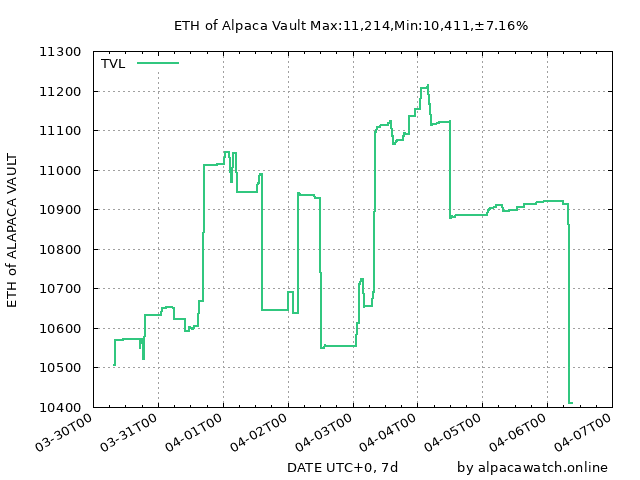 ETH of Alpaca Vault Max:11,214,Min:10,411,±7.16%
TVL
ETH of ALAPACA VAULT
11300
11200
11100
11000
10900
10800
10700
10600
10500
10400
03-30T00
03-31T00
04-01T00
04-02T00
04-03T00
04-04T00
04-05T00
04-06T00
04-07T00
DATE UTC+0, 7d
by alpacawatch.online